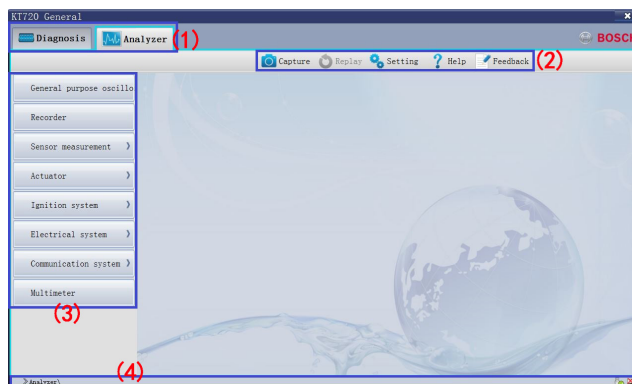 KT720 General
Diagnosis Analyzer (1)
BOSCH
Capture Replay Setting ? Help Feedback (2)
General purpose oscillo
Recorder
Sensor measurement
Actuator
Ignition system
Electrical system
Communication system
Multimeter
(3)
(4)
>Analyzer\